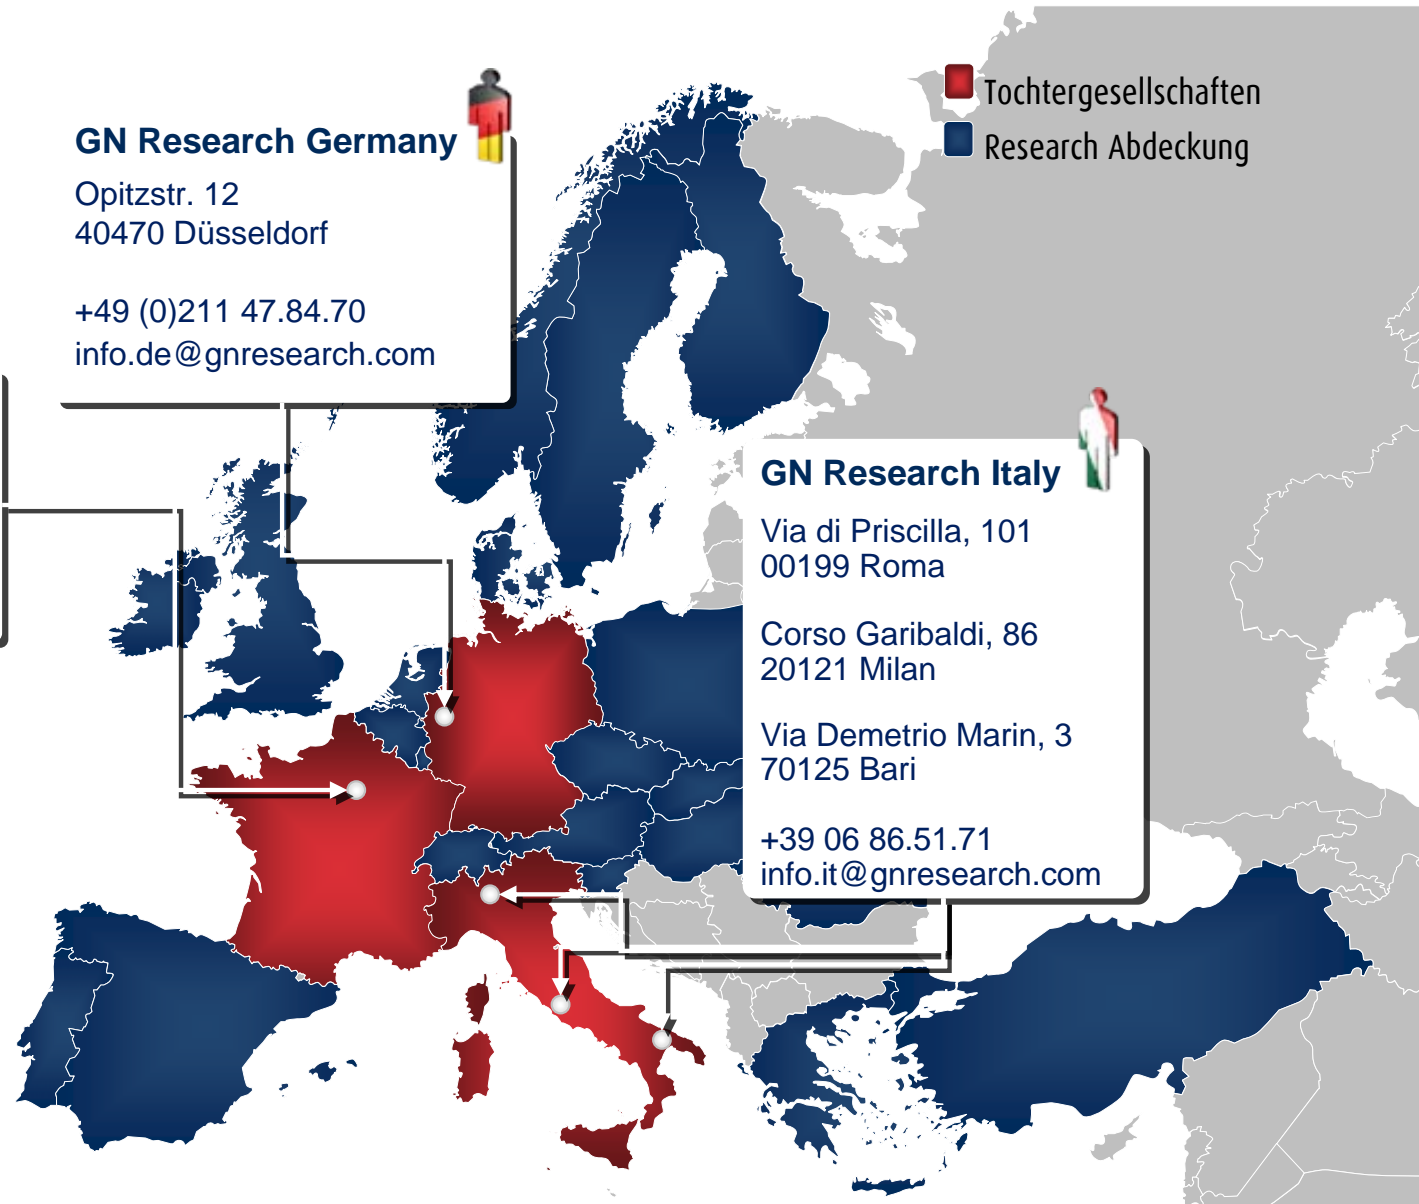 GN Research Germany
Opitzstr. 12
40470 Düsseldorf
+49 (0)211 47.84.70
info.de@gnresearch.com
Tochtergesellschaften
Research Abdeckung
GN Research Italy
Via di Priscilla, 101
00199 Roma
Corso Garibaldi, 86
20121 Milan
Via Demetrio Marin, 3
70125 Bari
+39 06 86.51.71
info.it@gnresearch.com